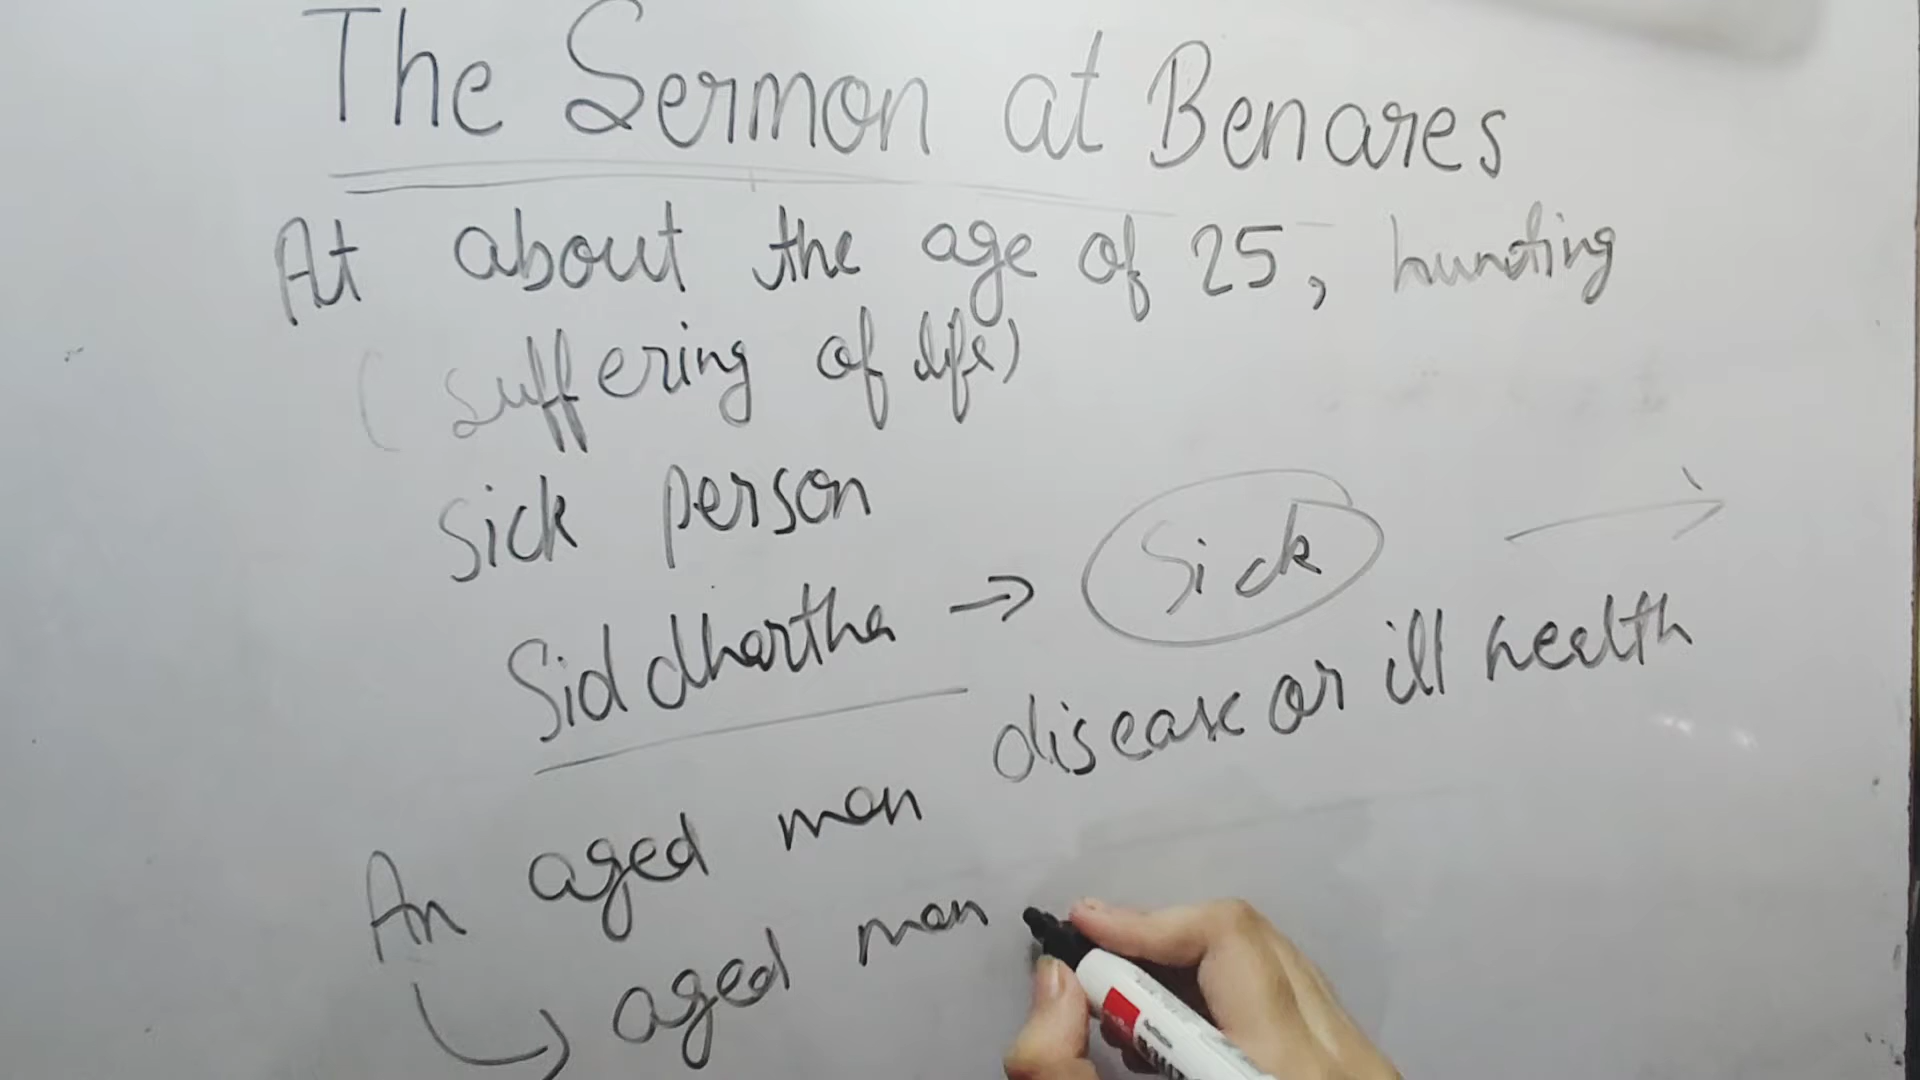 The Sermon at Benares
At about the age of 25, hunting
(suffering of life)
Sick person
Siddhartha → Sick →
disease or ill health
An aged man
aged man